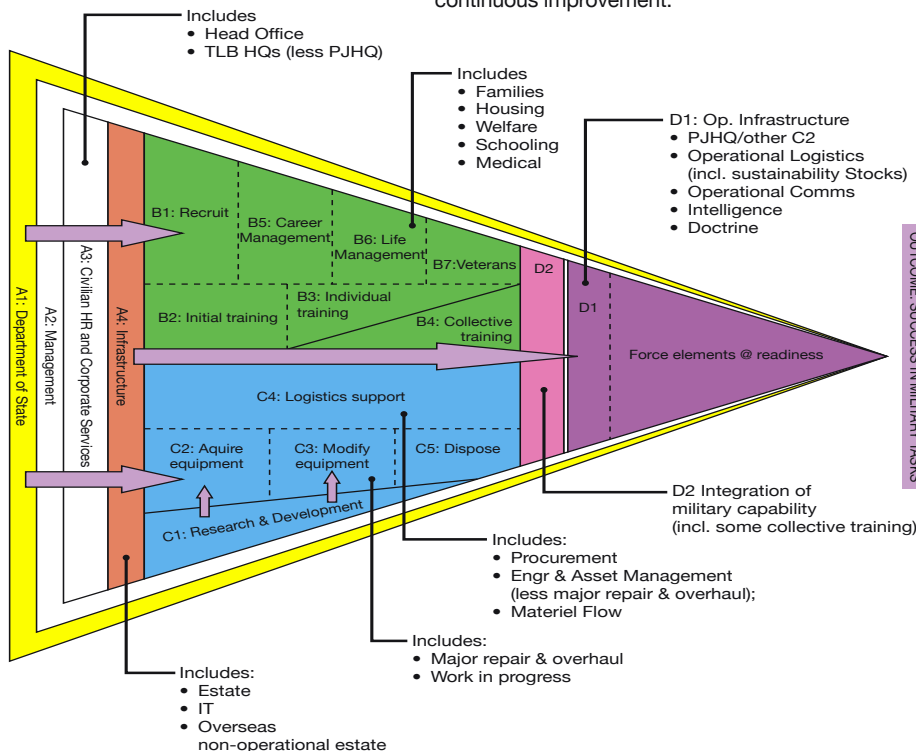 continuous improvement.
Includes
• Head Office
• TLB HQs (less PJHQ)
Includes
• Families
• Housing
• Welfare
• Schooling
• Medical
D1: Op. Infrastructure
• PJHQ/other C2
• Operational Logistics
(incl. sustainability Stocks)
• Operational Comms
• Intelligence
• Doctrine
A1: Department of State
A2: Management
A3: Civilian HR and Corporate Services
A4: Infrastructure
B1: Recruit
B5: Career
Management
B6: Life
Management
B7:Veterans
B2: Initial training
B3: Individual
training
B4: Collective
training
D2
D1
Force elements @ readiness
OUTCOME: SUCCESS IN MILITARY TASKS
C4: Logistics support
C2: Aquire
equipment
C3: Modify
equipment
C5: Dispose
C1: Research & Development
D2 Integration of
military capability
(incl. some collective training)
Includes:
• Procurement
• Engr & Asset Management
(less major repair & overhaul);
• Materiel Flow
Includes:
• Major repair & overhaul
• Work in progress
Includes:
• Estate
• IT
• Overseas
non-operational estate